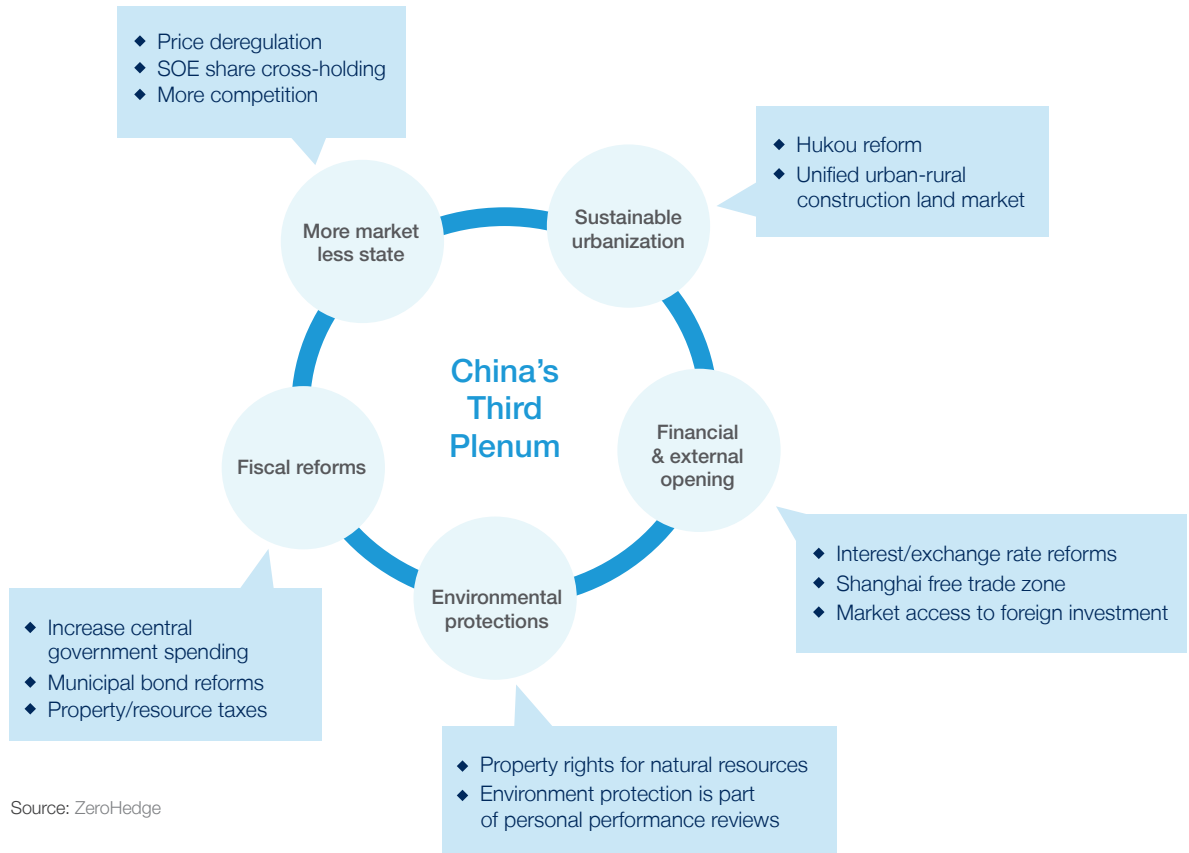 ◆ Price deregulation
◆ SOE share cross-holding
◆ More competition
◆ Hukou reform
◆ Unified urban-rural
construction land market
More market
less state
Sustainable
urbanization
China’s
Third
Plenum
Financial
& external
opening
Fiscal reforms
Environmental
protections
◆ Interest/exchange rate reforms
◆ Shanghai free trade zone
◆ Market access to foreign investment
◆ Increase central
government spending
◆ Municipal bond reforms
◆ Property/resource taxes
◆ Property rights for natural resources
◆ Environment protection is part
of personal performance reviews
Source: ZeroHedge